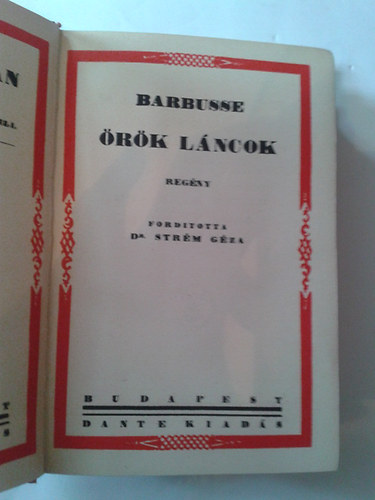 BARBUSSE
ÖRÖK LÁNCOK
REGÉNY
FORDITOTTA
Dr. STRÉM GÉZA
BUDAPEST
DANTE KIADÁS